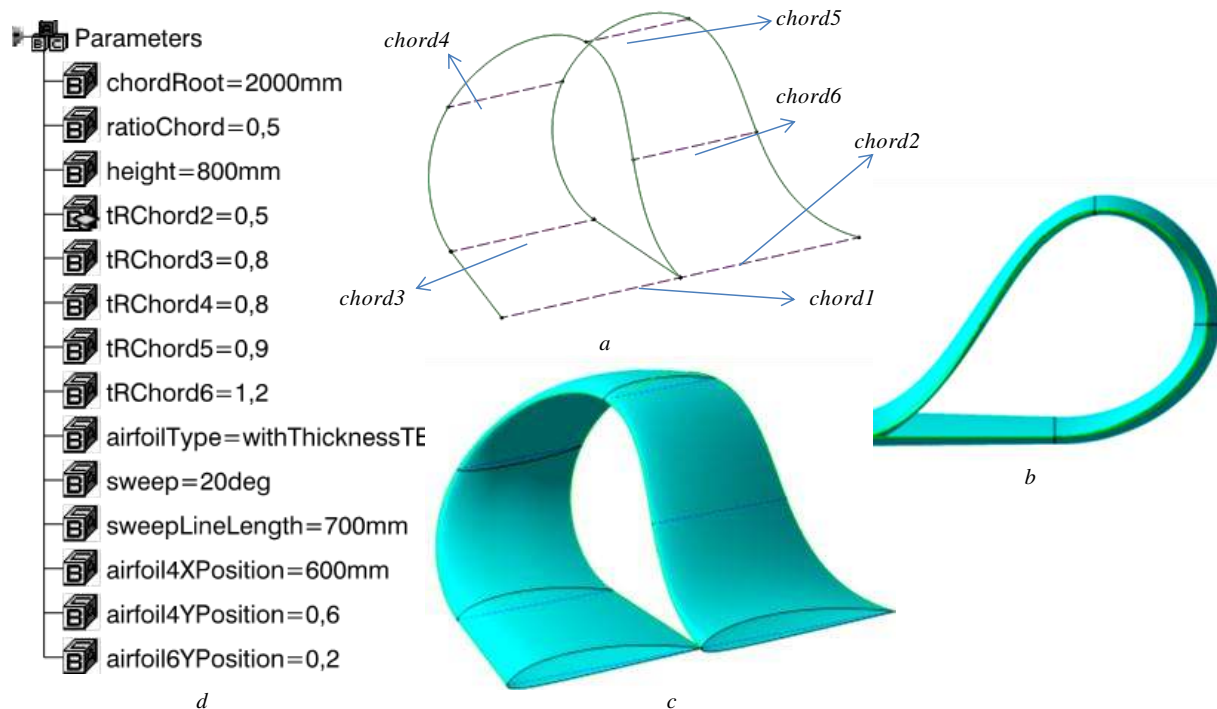 Parameters
chordRoot=2000mm
ratioChord=0,5
height=800mm
tRChord2=0,5
tRChord3=0,8
tRChord4=0,8
tRChord5=0,9
tRChord6=1,2
airfoilType=withThicknessTE
sweep=20deg
sweepLineLength=700mm
airfoil4XPosition=600mm
airfoil4YPosition=0,6
airfoil6YPosition=0,2
d
chord4
chord5
chord6
chord2
chord3
chord1
a
b
c